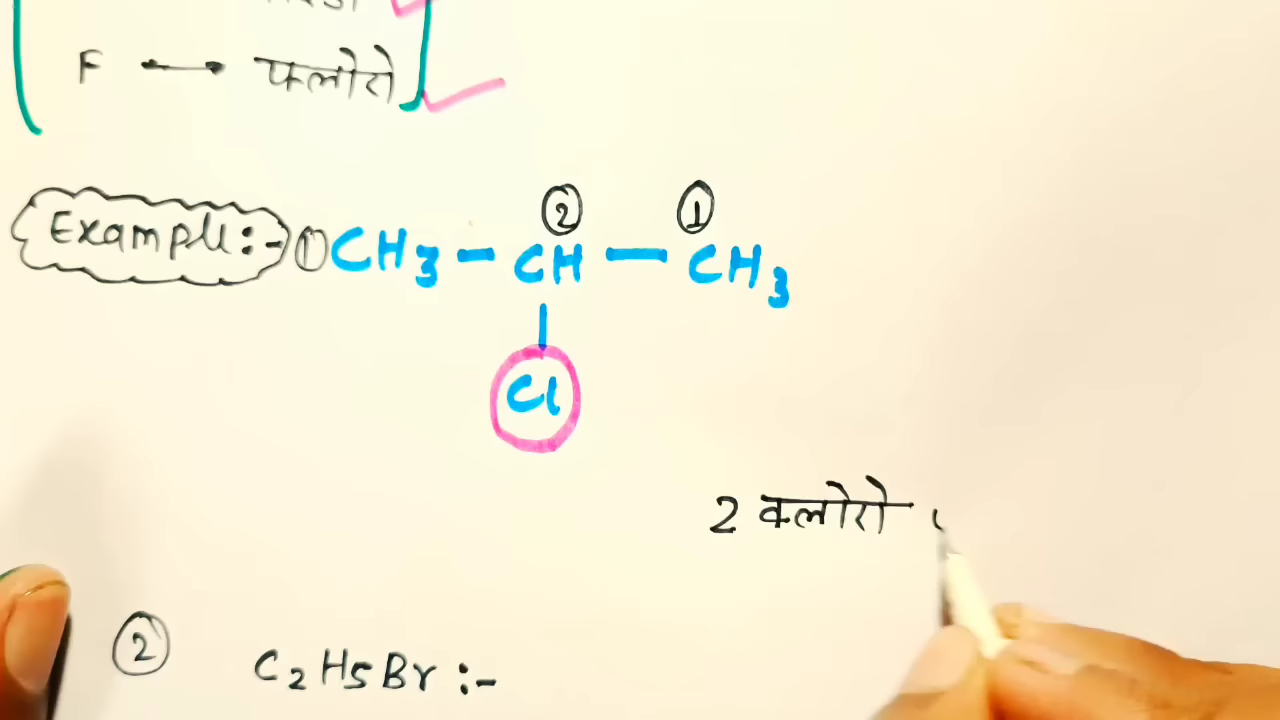 F ⟷ फ्लोरो
② ①
Example:- ① CH3 – CH – CH3
|
Cl
2 क्लोरो
② C2H5Br :-